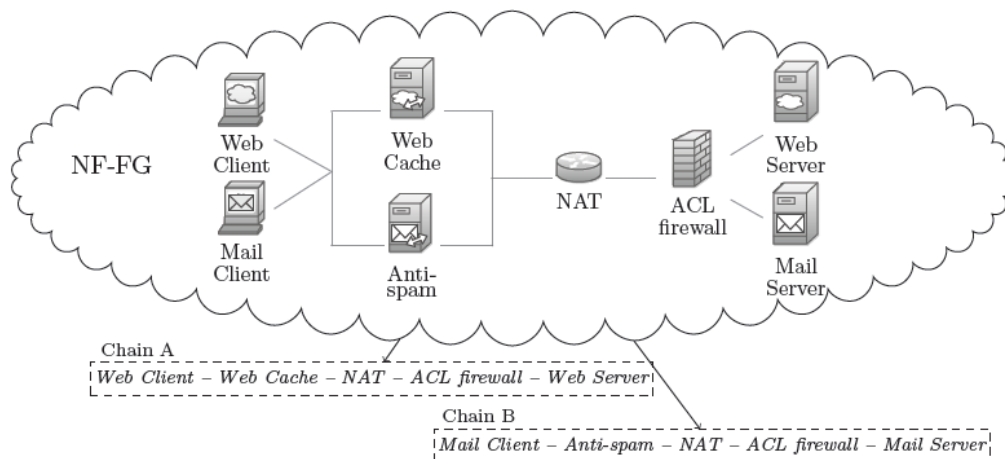 NF-FG
Web
Client
Mail
Client
Web
Cache
Anti-
spam
NAT
ACL
firewall
Web
Server
Mail
Server
Chain A
Web Client – Web Cache – NAT – ACL firewall – Web Server
Chain B
Mail Client – Anti-spam – NAT – ACL firewall – Mail Server